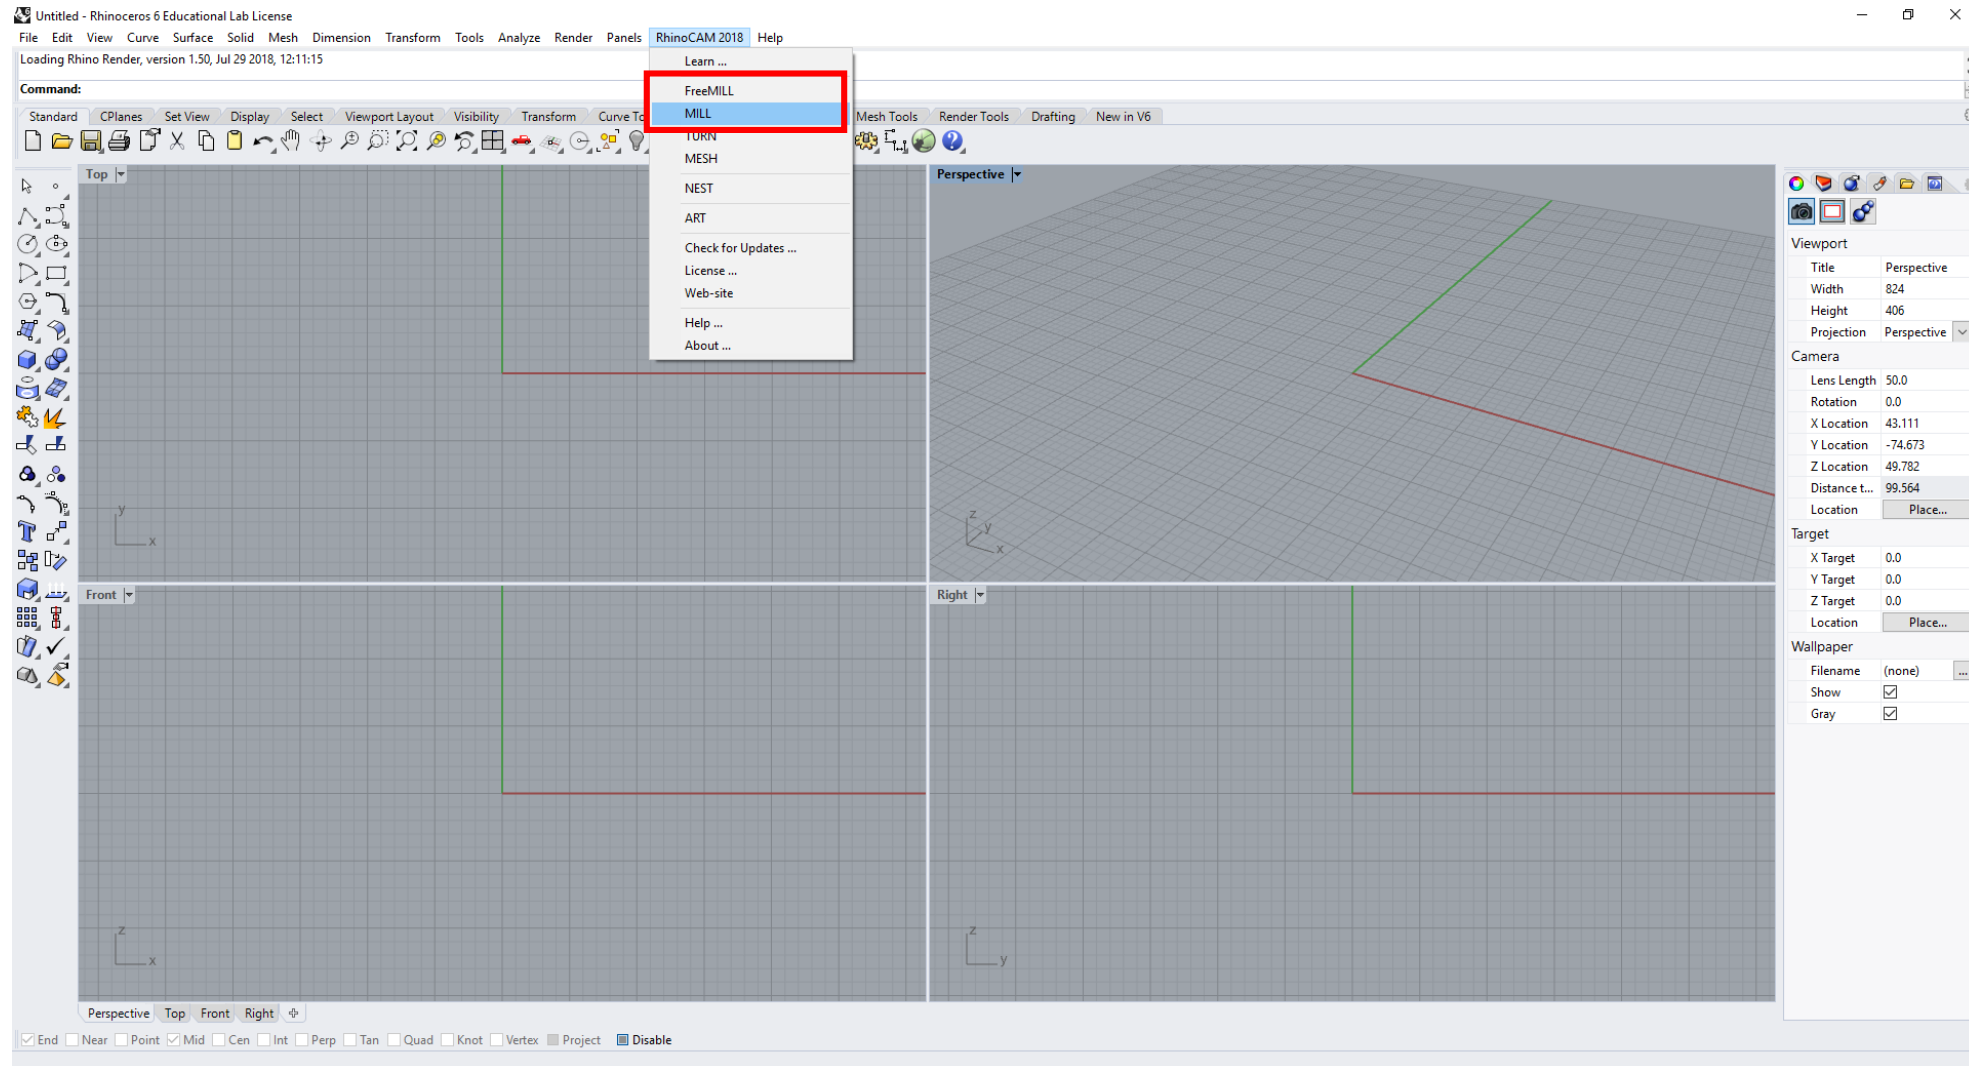 Untitled - Rhinoceros 6 Educational Lab License
File Edit View Curve Surface Solid Mesh Dimension Transform Tools Analyze Render Panels RhinoCAM 2018 Help
Loading Rhino Render, version 1.50, Jul 29 2018, 12:11:15
Command:
Learn ...
FreeMILL
MILL
TURN
MESH
NEST
ART
Check for Updates ...
License ...
Web-site
Help ...
About ...
Standard CPlanes Set View Display Select Viewport Layout Visibility Transform Curve To Mesh Tools Render Tools Drafting New in V6
Top
y
x
Perspective
z
y
x
Front
z
x
Right
z
y
Viewport
Title Perspective
Width 824
Height 406
Projection Perspective
Camera
Lens Length 50.0
Rotation 0.0
X Location 43.111
Y Location -74.673
Z Location 49.782
Distance t... 99.564
Location Place...
Target
X Target 0.0
Y Target 0.0
Z Target 0.0
Location Place...
Wallpaper
Filename (none) ...
Show
Gray
Perspective Top Front Right
End Near Point Mid Cen Int Perp Tan Quad Knot Vertex Project Disable